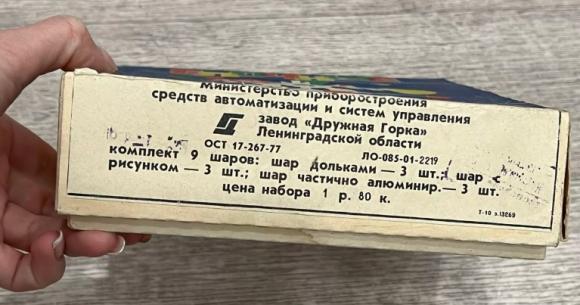 Министерство приборостроения
средств автоматизации и систем управления
завод «Дружная Горка»
Ленинградской области
ОСТ 17-267-77 ЛО-085-01-2219
комплект 9 шаров: шар дольками — 3 шт.; шар с
рисунком — 3 шт.; шар частично алюминир. — 3 шт.
цена набора 1 р. 80 к.